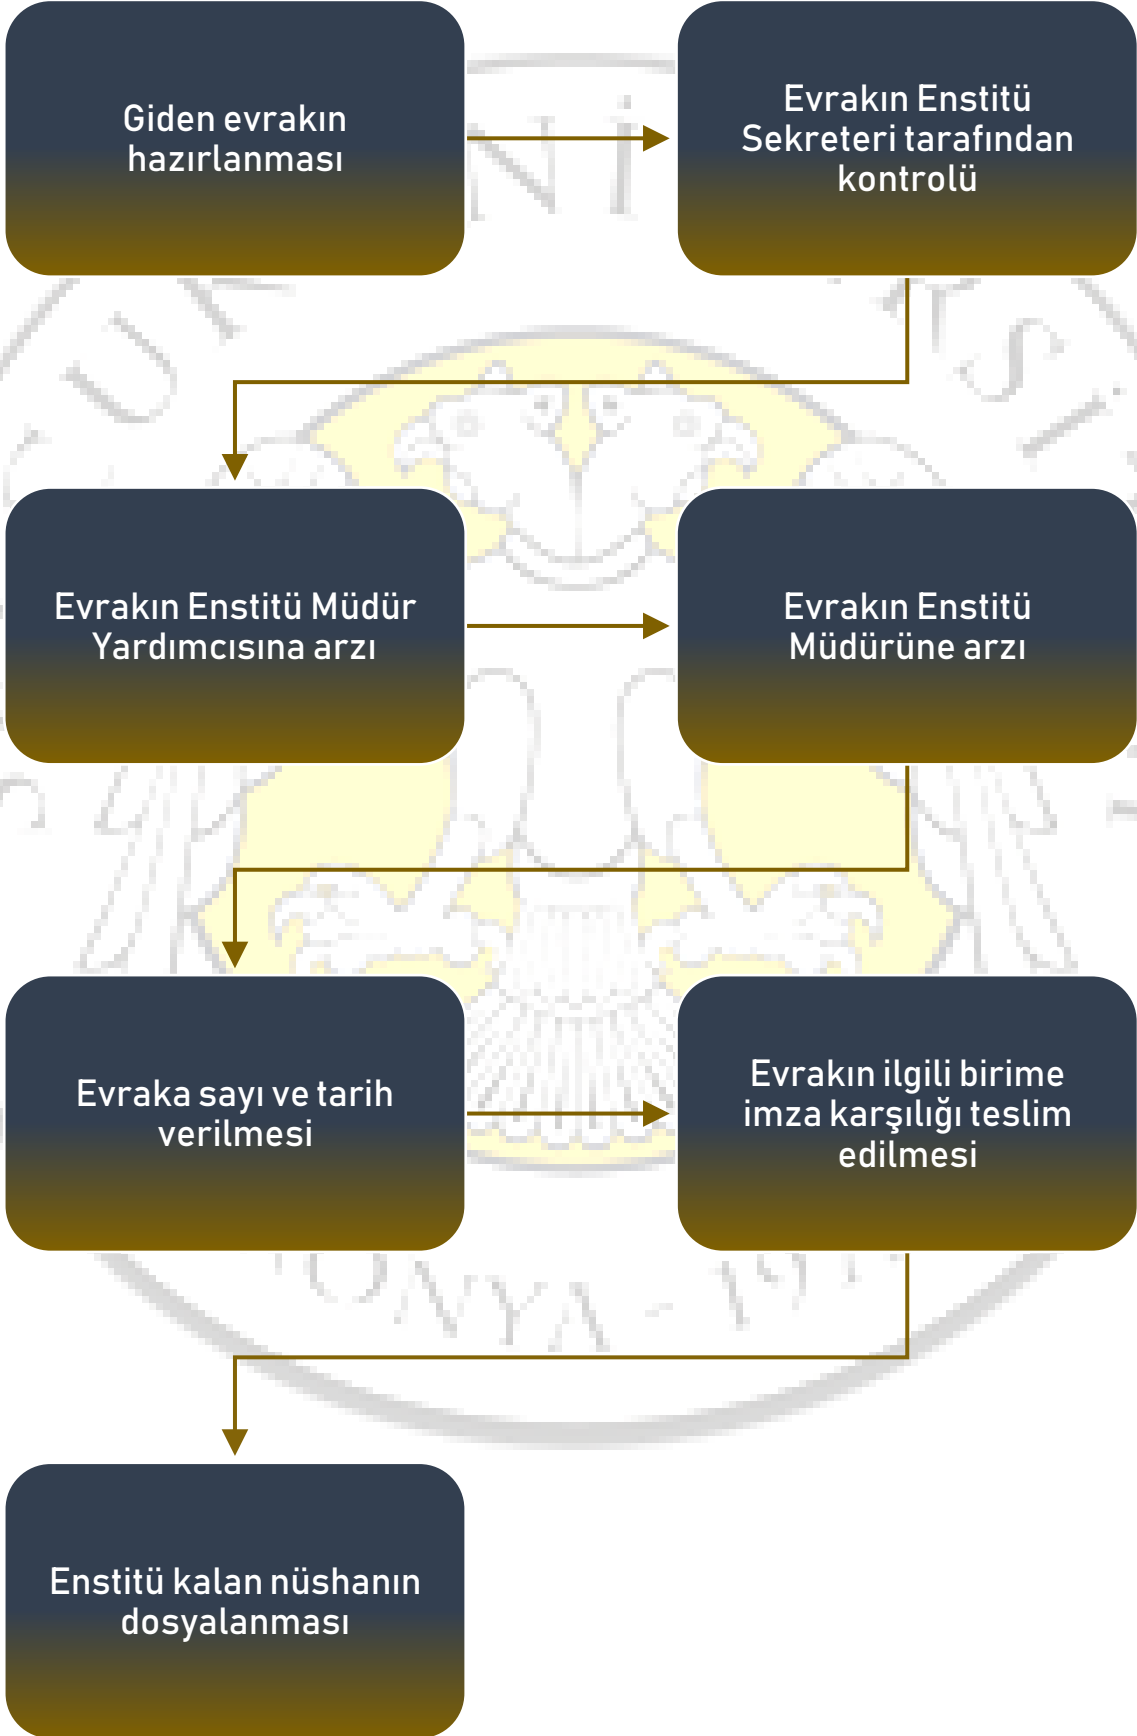 Giden evrakın
hazırlanması
Evrakın Enstitü
Sekreteri tarafından
kontrolü
Evrakın Enstitü Müdür
Yardımcısına arzı
Evrakın Enstitü
Müdürüne arzı
Evraka sayı ve tarih
verilmesi
Evrakın ilgili birime
imza karşılığı teslim
edilmesi
Enstitü kalan nüshanın
dosyalanması